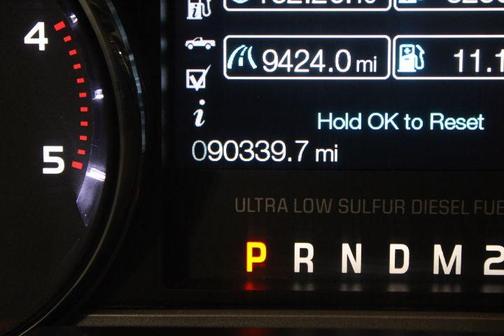 4
9424.0 mi
11.1
Hold OK to Reset
5
090339.7 mi
ULTRA LOW SULFUR DIESEL FUE
P R N D M 2